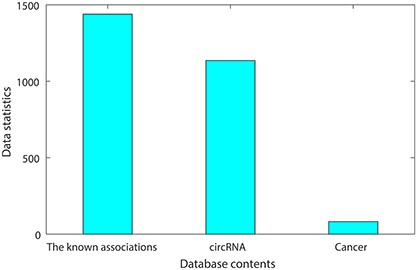 1500
1000
500
0
Data statistics
The known associations
circRNA
Cancer
Database contents